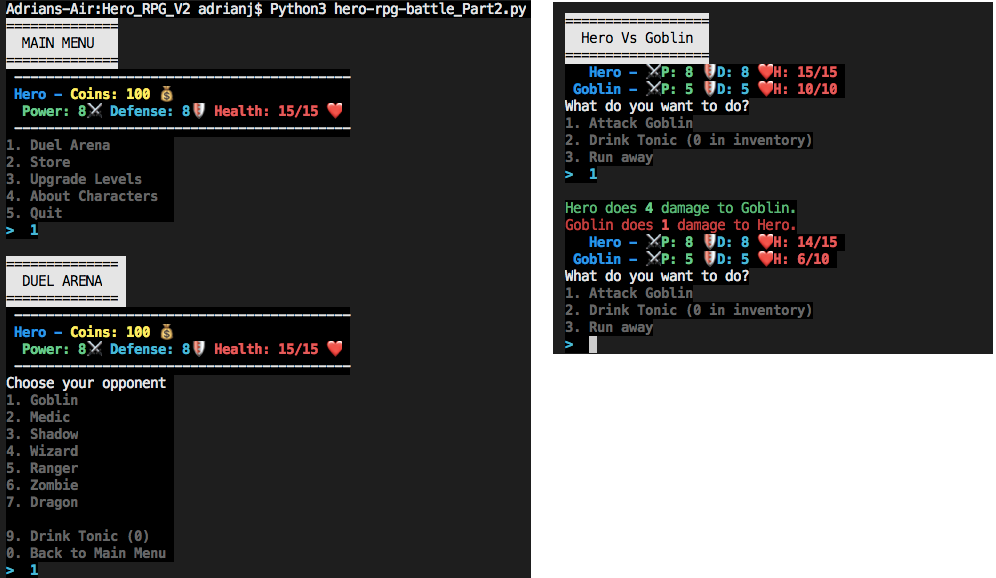 Adrians-Air:Hero_RPG_V2 adrianj$ Python3 hero-rpg-battle_Part2.py
==============
MAIN MENU
==============
------------------------------------------
Hero – Coins: 100 💰
Power: 8⚔ Defense: 8🛡 Health: 15/15 ❤
------------------------------------------
1. Duel Arena
2. Store
3. Upgrade Levels
4. About Characters
5. Quit
> 1
==============
DUEL ARENA
==============
------------------------------------------
Hero – Coins: 100 💰
Power: 8⚔ Defense: 8🛡 Health: 15/15 ❤
------------------------------------------
Choose your opponent
1. Goblin
2. Medic
3. Shadow
4. Wizard
5. Ranger
6. Zombie
7. Dragon
9. Drink Tonic (0)
0. Back to Main Menu
> 1
==================
Hero Vs Goblin
==================
Hero – ⚔P: 8 🛡D: 8 ❤H: 15/15
Goblin – ⚔P: 5 🛡D: 5 ❤H: 10/10
What do you want to do?
1. Attack Goblin
2. Drink Tonic (0 in inventory)
3. Run away
> 1
Hero does 4 damage to Goblin.
Goblin does 1 damage to Hero.
Hero – ⚔P: 8 🛡D: 8 ❤H: 14/15
Goblin – ⚔P: 5 🛡D: 5 ❤H: 6/10
What do you want to do?
1. Attack Goblin
2. Drink Tonic (0 in inventory)
3. Run away
>